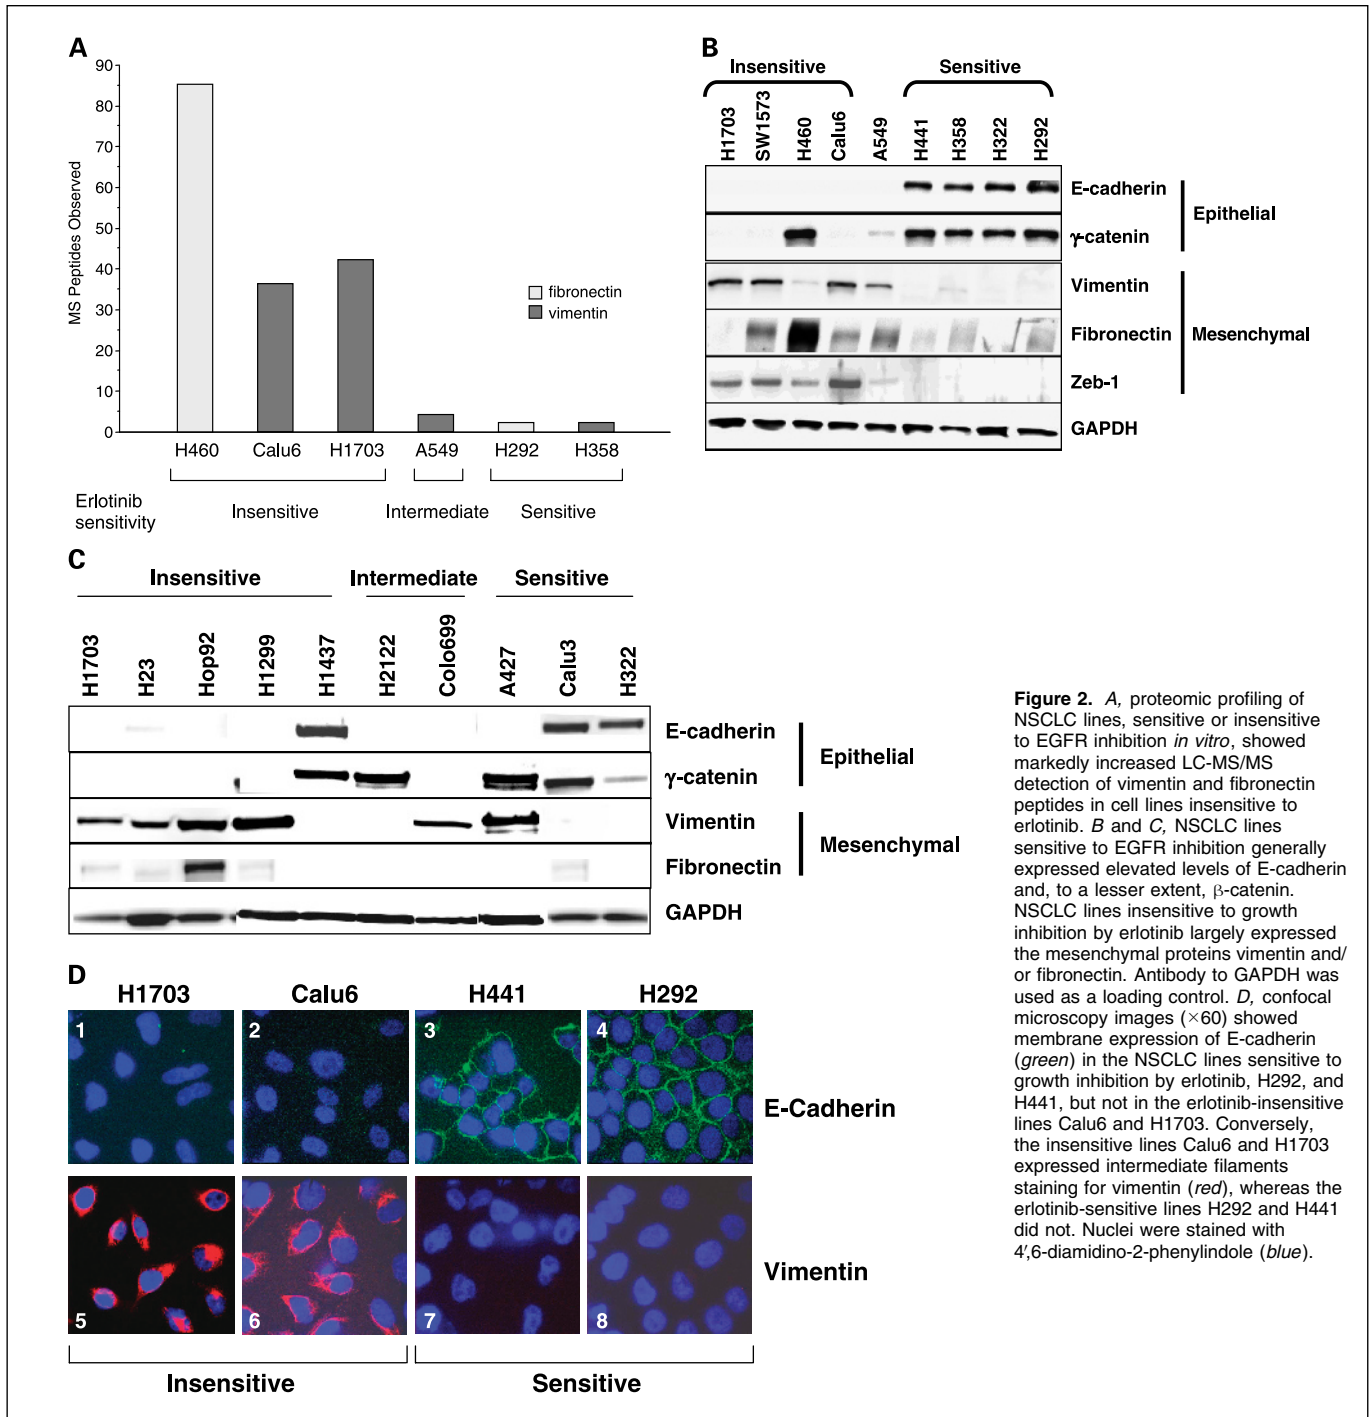 A
90
80
70
60
50
40
30
20
10
0
MS Peptides Observed
fibronectin
vimentin
H460 Calu6 H1703 A549 H292 H358
Erlotinib
sensitivity
Insensitive Intermediate Sensitive
B
Insensitive Sensitive
H1703 SW1573 H460 Calu6 A549 H441 H358 H322 H292
E-cadherin
γ-catenin
Epithelial
Vimentin
Fibronectin
Zeb-1
Mesenchymal
GAPDH
C
Insensitive Intermediate Sensitive
H1703 H23 Hop92 H1299 H1437 H2122 Colo699 A427 Calu3 H322
E-cadherin
γ-catenin
Epithelial
Vimentin
Fibronectin
Mesenchymal
GAPDH
D
H1703 Calu6 H441 H292
1 2 3 4
E-Cadherin
5 6 7 8
Vimentin
Insensitive Sensitive
Figure 2. A, proteomic profiling of
NSCLC lines, sensitive or insensitive
to EGFR inhibition in vitro, showed
markedly increased LC-MS/MS
detection of vimentin and fibronectin
peptides in cell lines insensitive to
erlotinib. B and C, NSCLC lines
sensitive to EGFR inhibition generally
expressed elevated levels of E-cadherin
and, to a lesser extent, β-catenin.
NSCLC lines insensitive to growth
inhibition by erlotinib largely expressed
the mesenchymal proteins vimentin and/
or fibronectin. Antibody to GAPDH was
used as a loading control. D, confocal
microscopy images (×60) showed
membrane expression of E-cadherin
(green) in the NSCLC lines sensitive to
growth inhibition by erlotinib, H292, and
H441, but not in the erlotinib-insensitive
lines Calu6 and H1703. Conversely,
the insensitive lines Calu6 and H1703
expressed intermediate filaments
staining for vimentin (red), whereas the
erlotinib-sensitive lines H292 and H441
did not. Nuclei were stained with
4′,6-diamidino-2-phenylindole (blue).